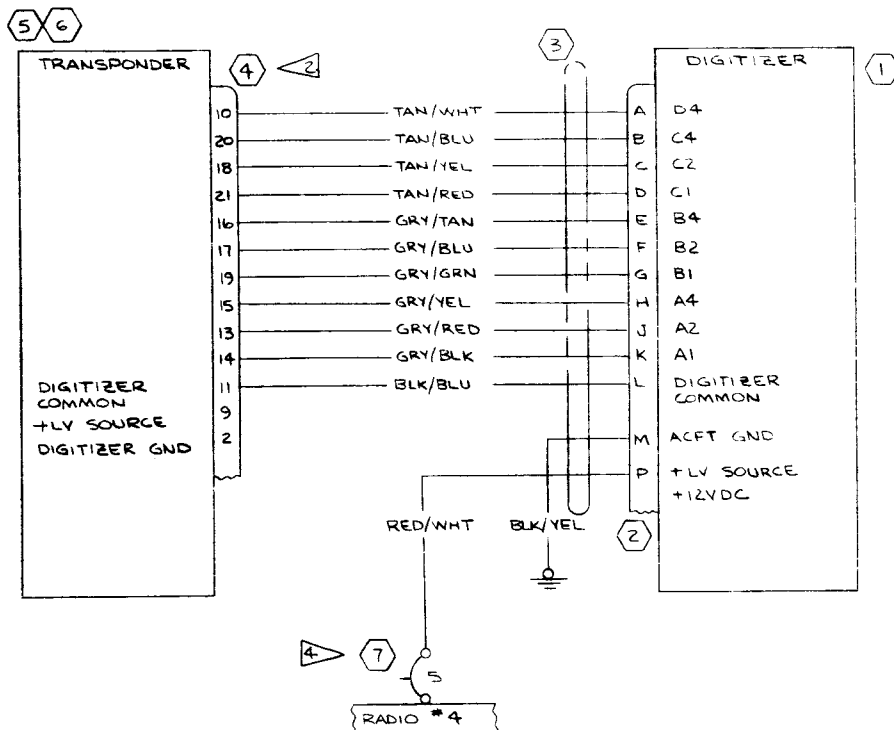 5 6
TRANSPONDER
4 2
3
DIGITIZER
1
10 TAN/WHT A D4
20 TAN/BLU B C4
18 TAN/YEL C C2
21 TAN/RED D C1
16 GRY/TAN E B4
17 GRY/BLU F B2
19 GRY/GRN G B1
15 GRY/YEL H A4
13 GRY/RED J A2
14 GRY/BLK K A1
DIGITIZER COMMON 11 BLK/BLU L DIGITIZER COMMON
+LV SOURCE 9
DIGITIZER GND 2
M ACFT GND
P +LV SOURCE
+12VDC
RED/WHT BLK/YEL
2
4 7
5
RADIO #4